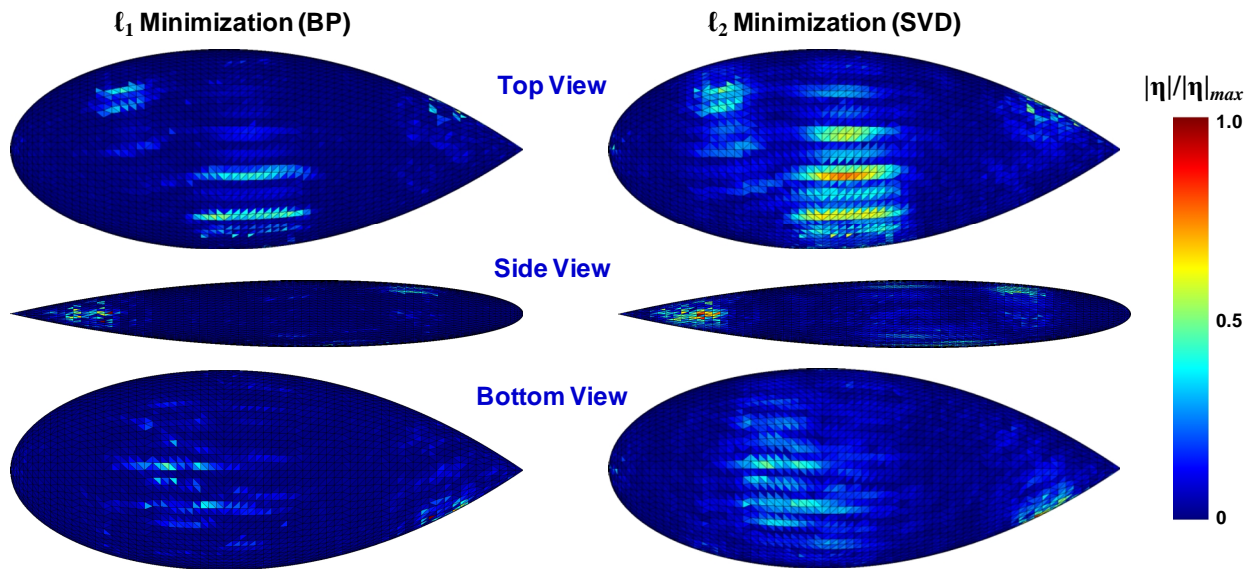 ℓ₁ Minimization (BP)
ℓ₂ Minimization (SVD)
Top View
|η|/|η|max
1.0
Side View
0.5
Bottom View
0